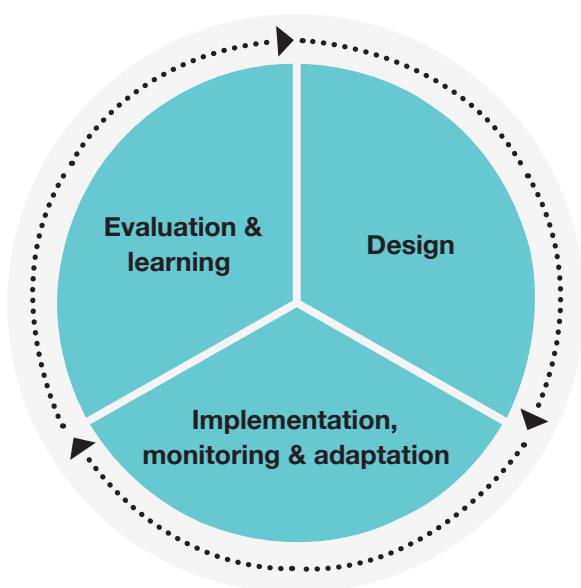 Evaluation &
learning
Design
Implementation,
monitoring & adaptation